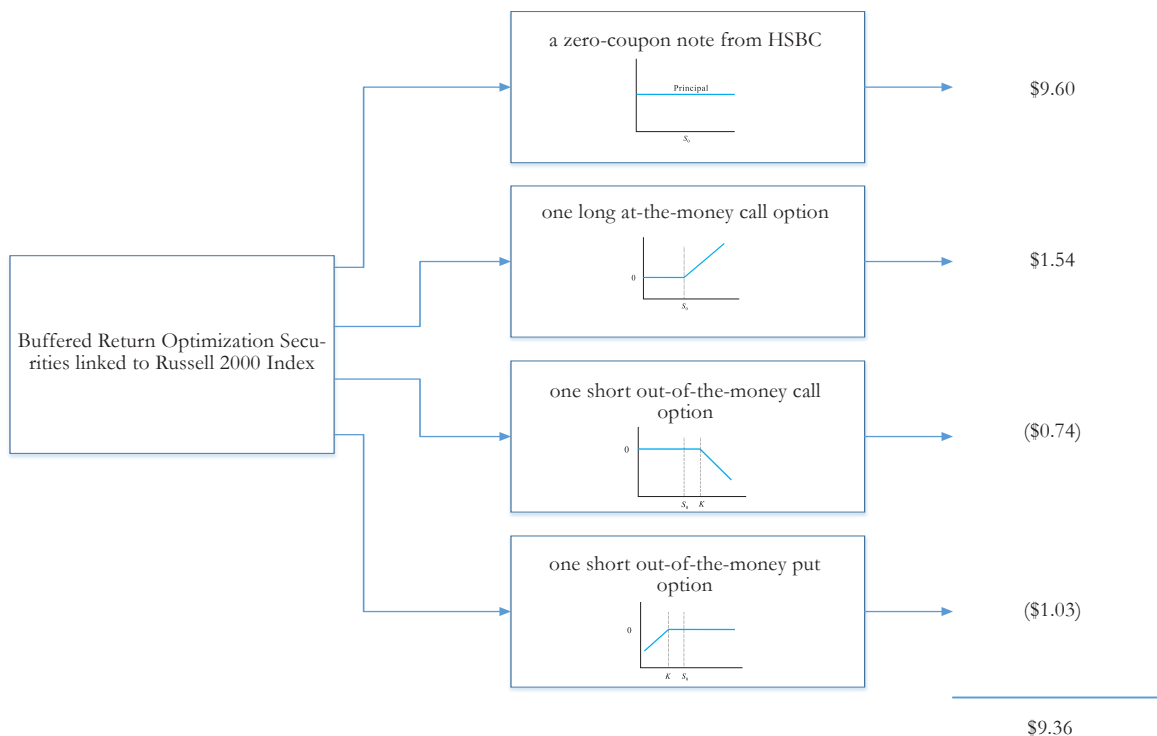 a zero-coupon note from HSBC
Principal
S₀
$9.60
one long at-the-money call option
0
S₀
$1.54
Buffered Return Optimization Secu-
rities linked to Russell 2000 Index
one short out-of-the-money call
option
0
S₀ K
($0.74)
one short out-of-the-money put
option
0
K S₀
($1.03)
$9.36